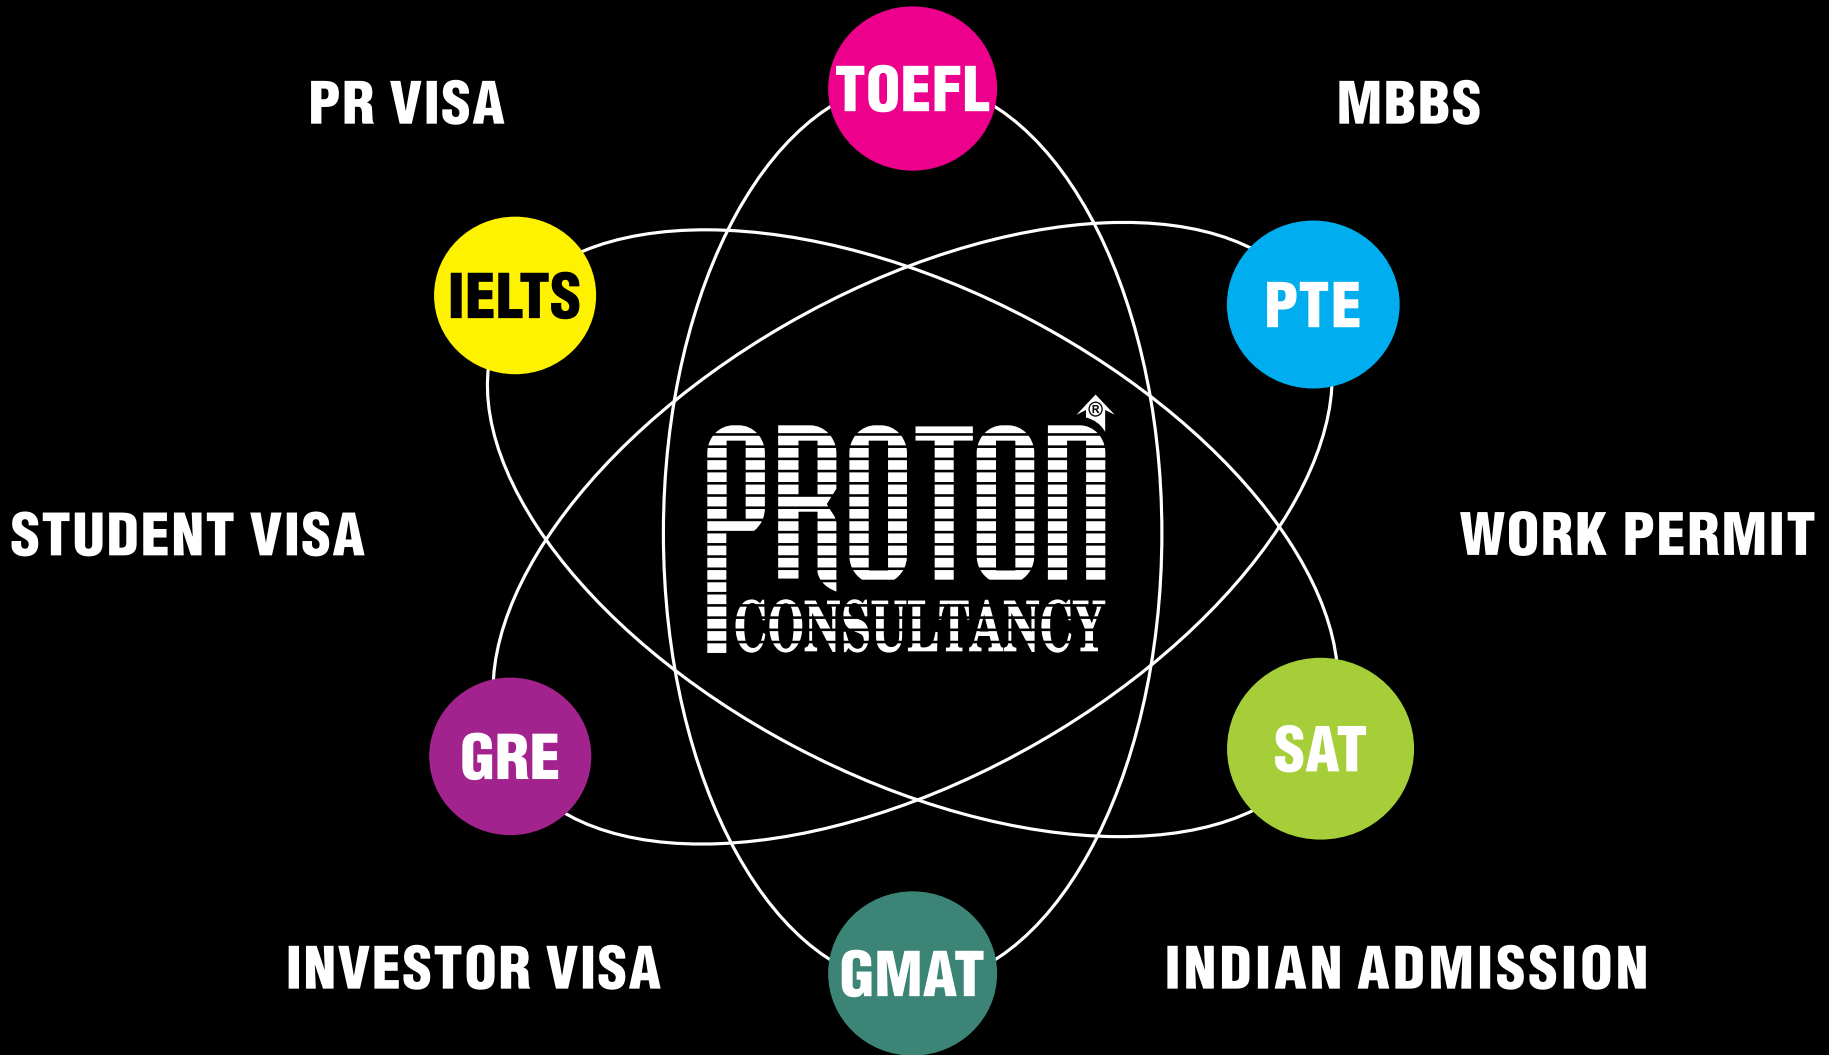 TOEFL
PR VISA
MBBS
IELTS
PTE
PROTON®
CONSULTANCY
STUDENT VISA
WORK PERMIT
GRE
SAT
INVESTOR VISA
GMAT
INDIAN ADMISSION